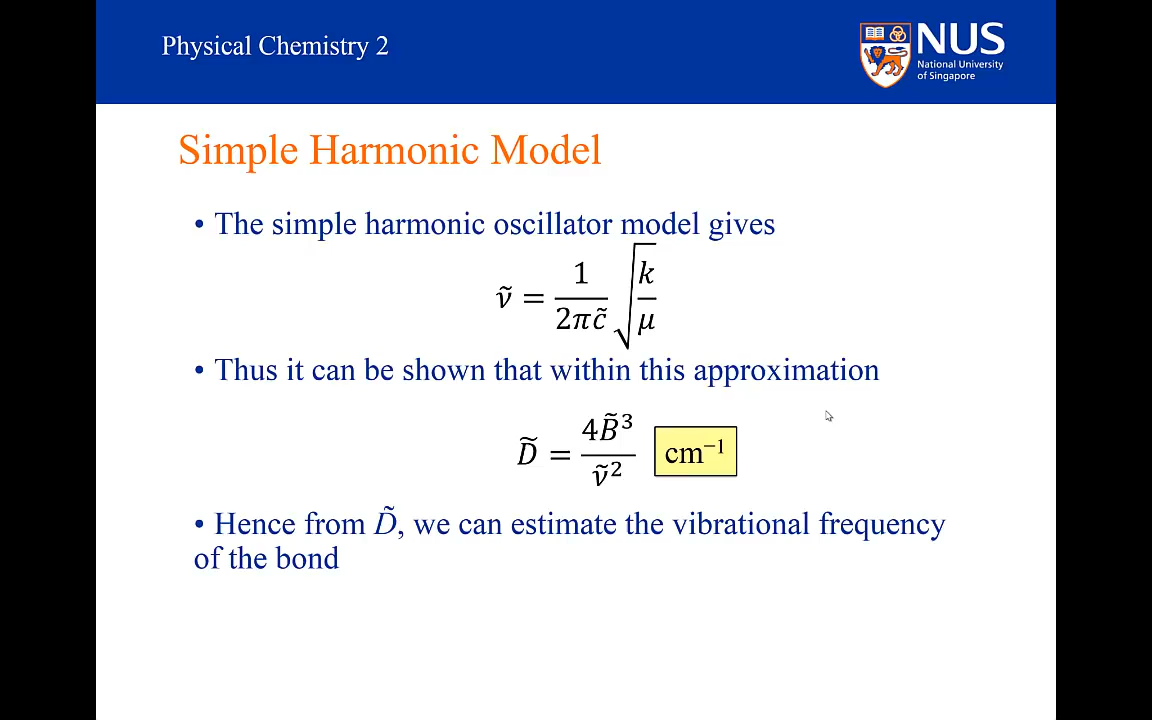 Physical Chemistry 2
NUS
National University
of Singapore
Simple Harmonic Model
• The simple harmonic oscillator model gives
ν̃ = 1/(2πc̃) √(k/μ)
• Thus it can be shown that within this approximation
D̃ = 4B̃³/ν̃² cm⁻¹
• Hence from D̃, we can estimate the vibrational frequency
of the bond